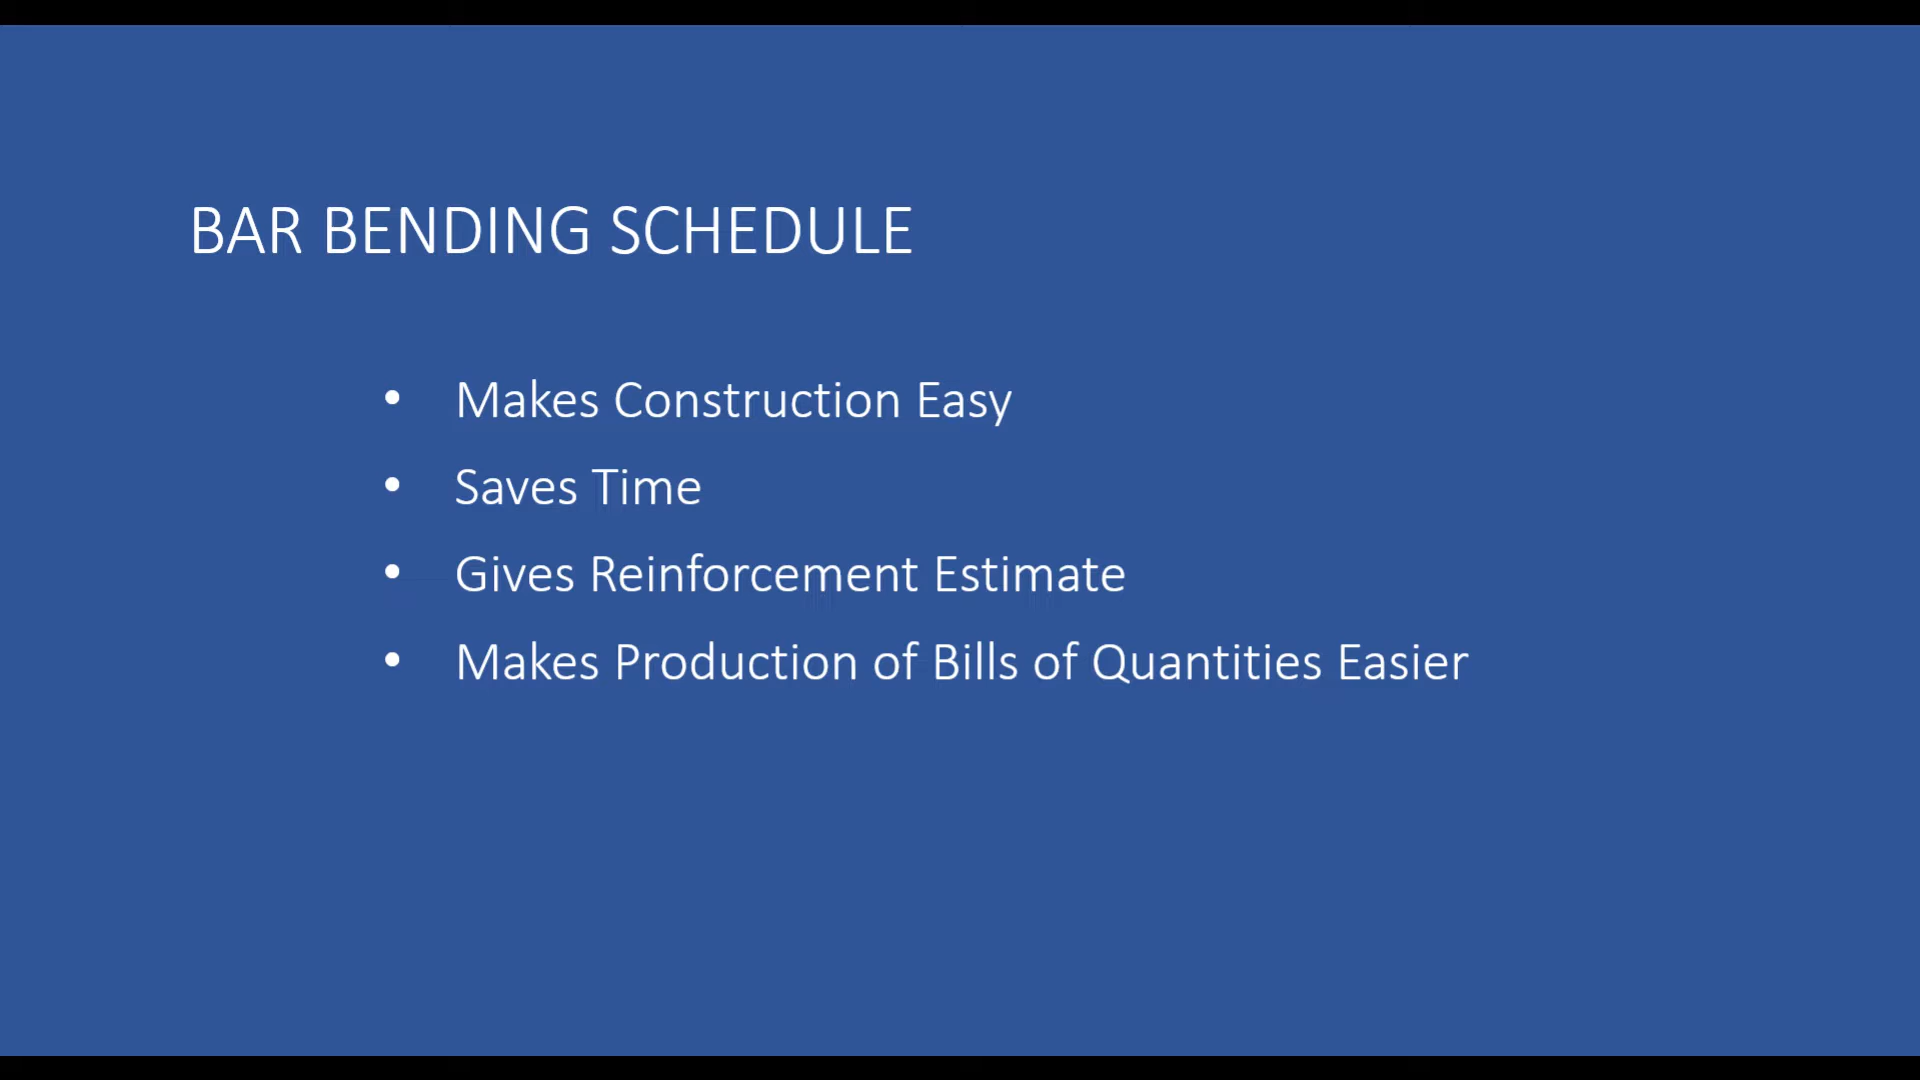 BAR BENDING SCHEDULE
• Makes Construction Easy
• Saves Time
• Gives Reinforcement Estimate
• Makes Production of Bills of Quantities Easier